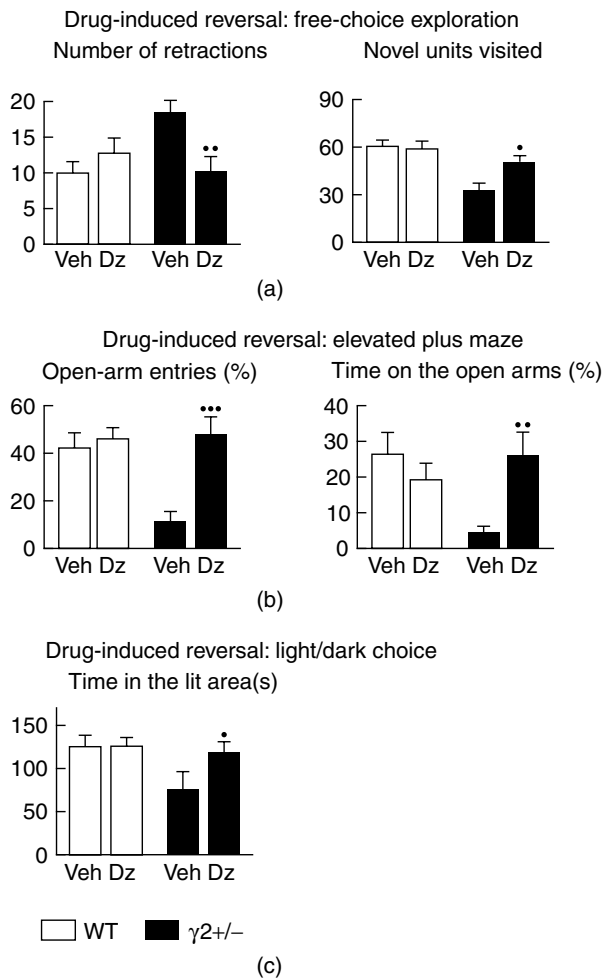 Drug-induced reversal: free-choice exploration
Number of retractions
Novel units visited
20
15
10
5
0
Veh Dz Veh Dz
90
60
30
0
Veh Dz Veh Dz
(a)
Drug-induced reversal: elevated plus maze
Open-arm entries (%)
Time on the open arms (%)
60
40
20
0
Veh Dz Veh Dz
40
30
20
10
0
Veh Dz Veh Dz
(b)
Drug-induced reversal: light/dark choice
Time in the lit area(s)
150
100
50
0
Veh Dz Veh Dz
WT γ2+/–
(c)